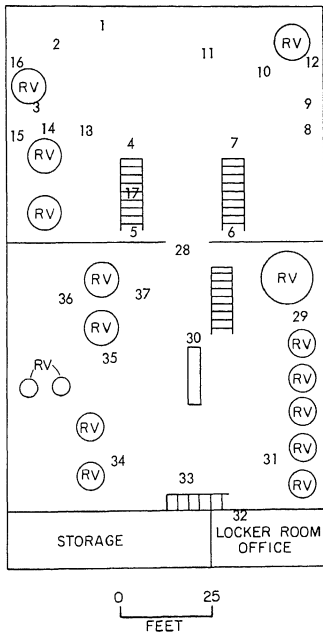 1
2
11
16
RV
12
10
RV
3
9
15
14
13
8
4
7
RV
17
RV
5
6
28
RV
RV
36
37
29
RV
30
RV
35
RV
RV
RV
RV
RV
34
31
RV
RV
33
RV
32
STORAGE
LOCKER ROOM
OFFICE
0
25
FEET